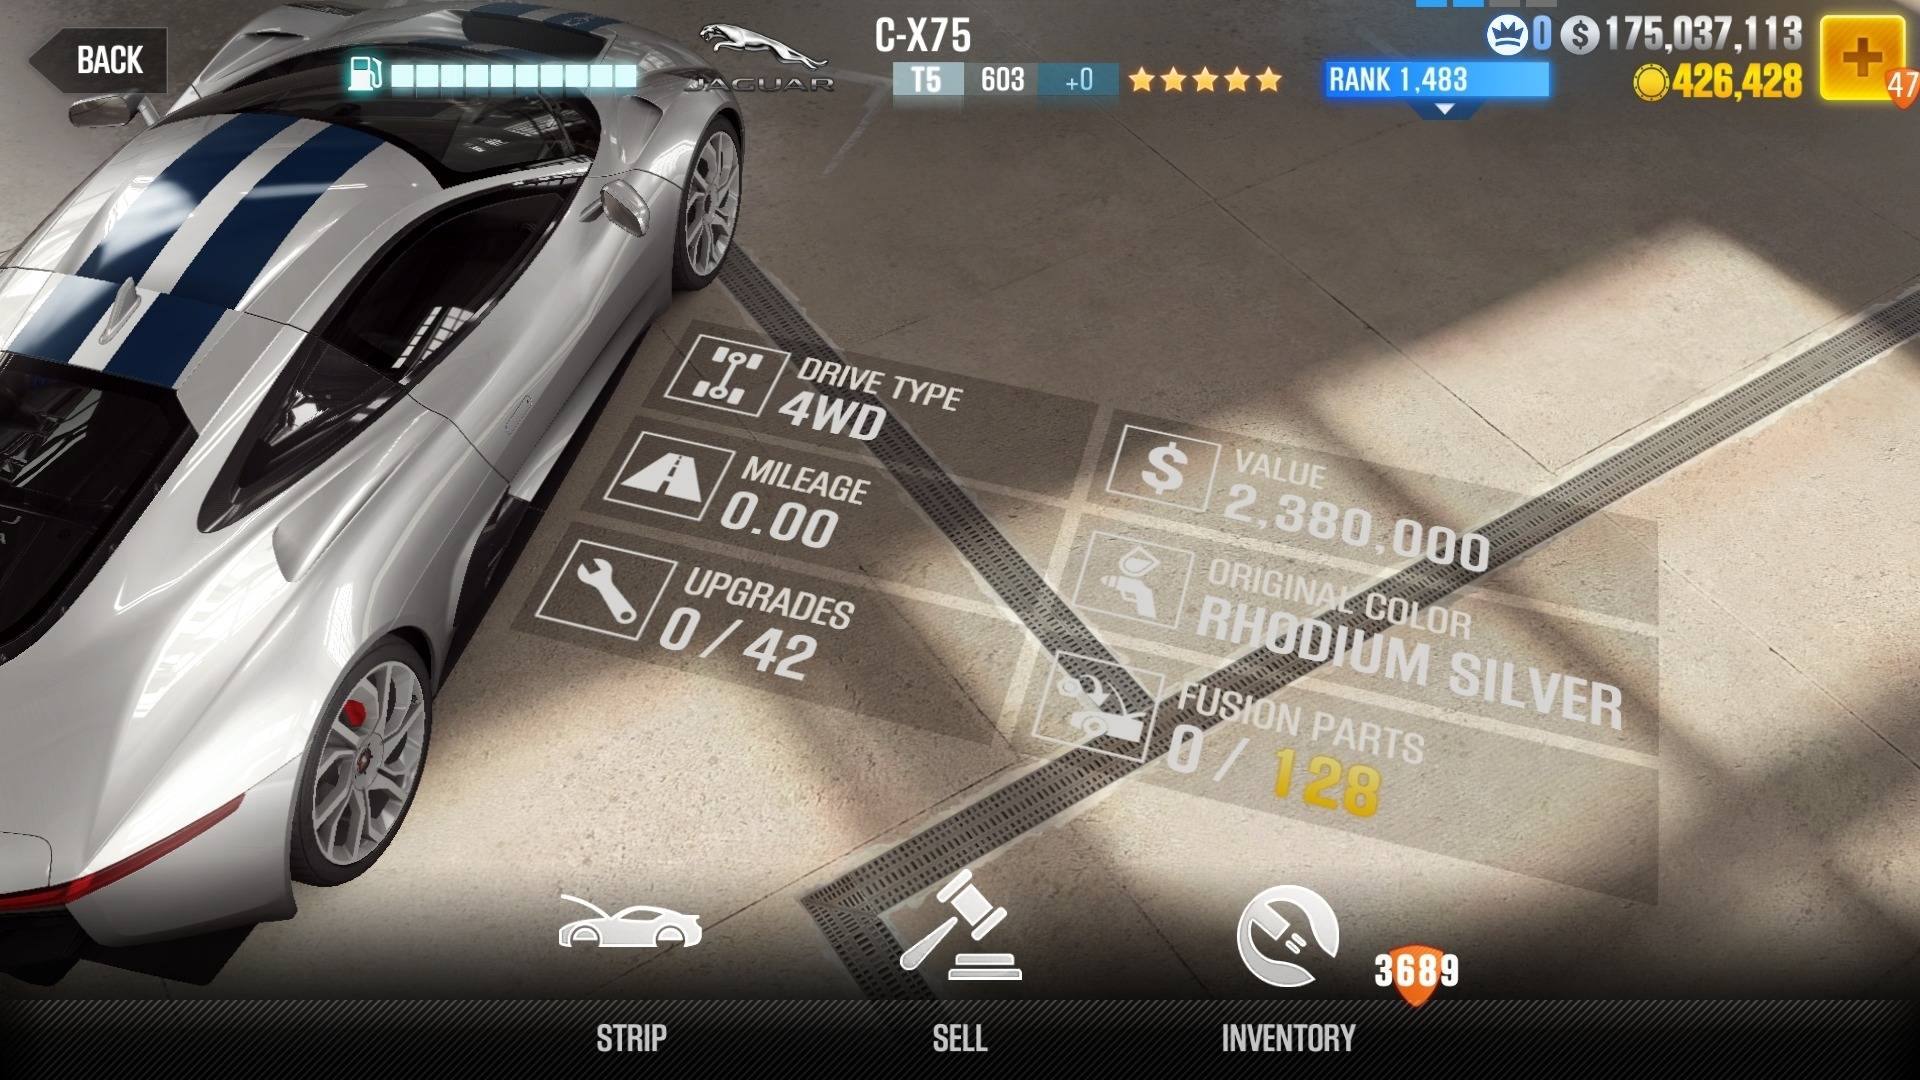 BACK
JAGUAR
C-X75
T5 603 +0
RANK 1,483
0 $ 175,037,113
426,428
47
DRIVE TYPE
4WD
MILEAGE
0.00
UPGRADES
0 / 42
$ VALUE
2,380,000
ORIGINAL COLOR
RHODIUM SILVER
FUSION PARTS
0 / 128
3689
STRIP
SELL
INVENTORY